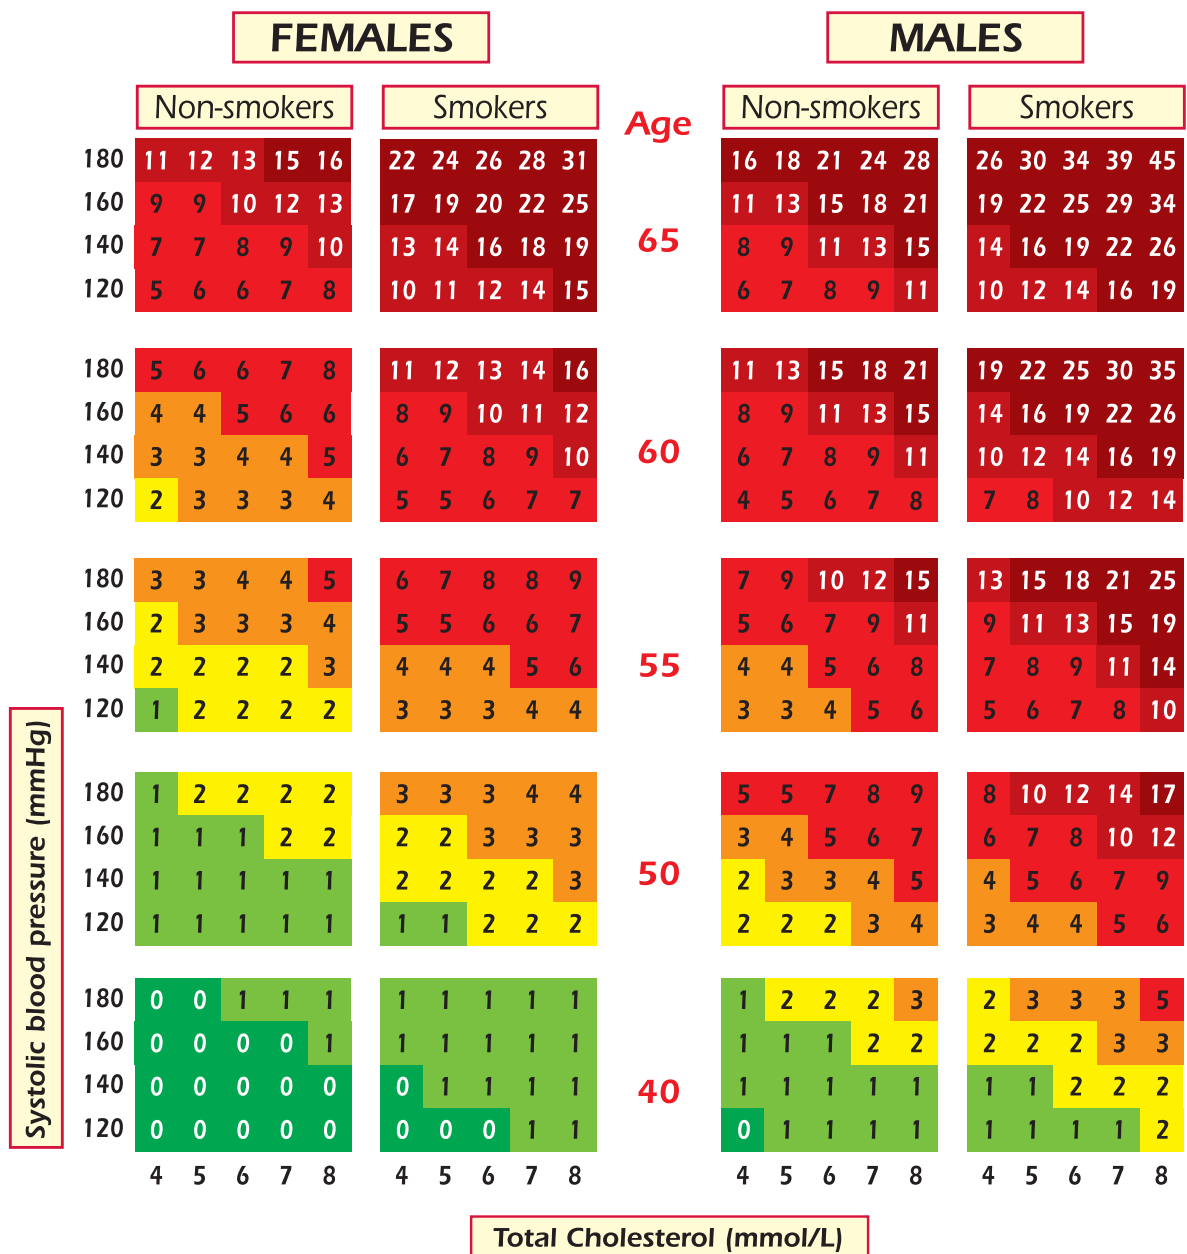 FEMALES MALES
Non-smokers Smokers Age Non-smokers Smokers
180 11 12 13 15 16 22 24 26 28 31 16 18 21 24 28 26 30 34 39 45
160 9 9 10 12 13 17 19 20 22 25 11 13 15 18 21 19 22 25 29 34
65
140 7 7 8 9 10 13 14 16 18 19 8 9 11 13 15 14 16 19 22 26
120 5 6 6 7 8 10 11 12 14 15 6 7 8 9 11 10 12 14 16 19
180 5 6 6 7 8 11 12 13 14 16 11 13 15 18 21 19 22 25 30 35
160 4 4 5 6 6 8 9 10 11 12 8 9 11 13 15 14 16 19 22 26
60
140 3 3 4 4 5 6 7 8 9 10 6 7 8 9 11 10 12 14 16 19
120 2 3 3 3 4 5 5 6 7 7 4 5 6 7 8 7 8 10 12 14
180 3 3 4 4 5 6 7 8 8 9 7 9 10 12 15 13 15 18 21 25
160 2 3 3 3 4 5 5 6 6 7 5 6 7 9 11 9 11 13 15 19
55
140 2 2 2 2 3 4 4 4 5 6 4 4 5 6 8 7 8 9 11 14
120 1 2 2 2 2 3 3 3 4 4 3 3 4 5 6 5 6 7 8 10
180 1 2 2 2 2 3 3 3 4 4 5 5 7 8 9 8 10 12 14 17
160 1 1 1 2 2 2 2 3 3 3 3 4 5 6 7 6 7 8 10 12
50
140 1 1 1 1 1 2 2 2 2 3 2 3 3 4 5 4 5 6 7 9
120 1 1 1 1 1 1 1 2 2 2 2 2 2 3 4 3 4 4 5 6
180 0 0 1 1 1 1 1 1 1 1 1 2 2 2 3 2 3 3 3 5
160 0 0 0 0 1 1 1 1 1 1 1 1 1 2 2 2 2 2 3 3
140 0 0 0 0 0 0 1 1 1 1 1 1 1 1 1 1 1 2 2 2
40
120 0 0 0 0 0 0 0 0 1 1 0 1 1 1 1 1 1 1 1 2
4 5 6 7 8 4 5 6 7 8 4 5 6 7 8 4 5 6 7 8
Systolic blood pressure (mmHg)
Total Cholesterol (mmol/L)